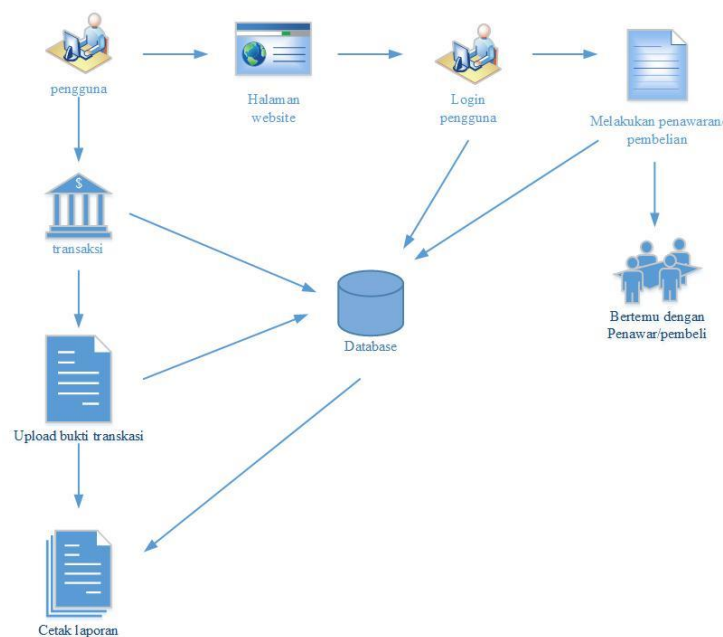 pengguna
Halaman
website
Login
pengguna
Melakukan penawaran/
pembelian
$
transaksi
Database
Bertemu dengan
Penawar/pembeli
Upload bukti transkasi
Cetak laporan